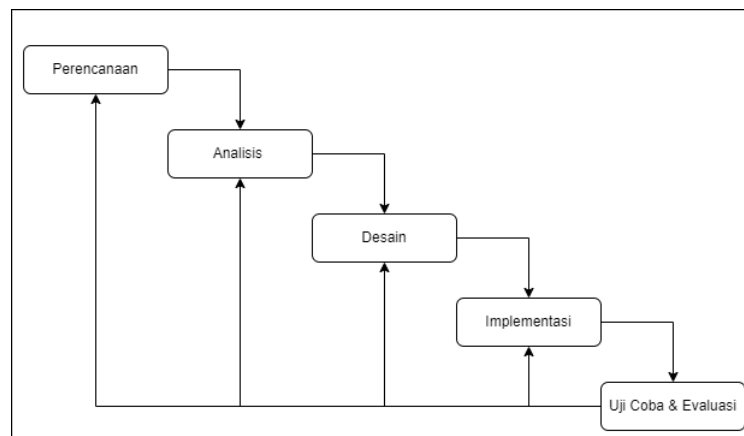 Perencanaan
Analisis
Desain
Implementasi
Uji Coba & Evaluasi